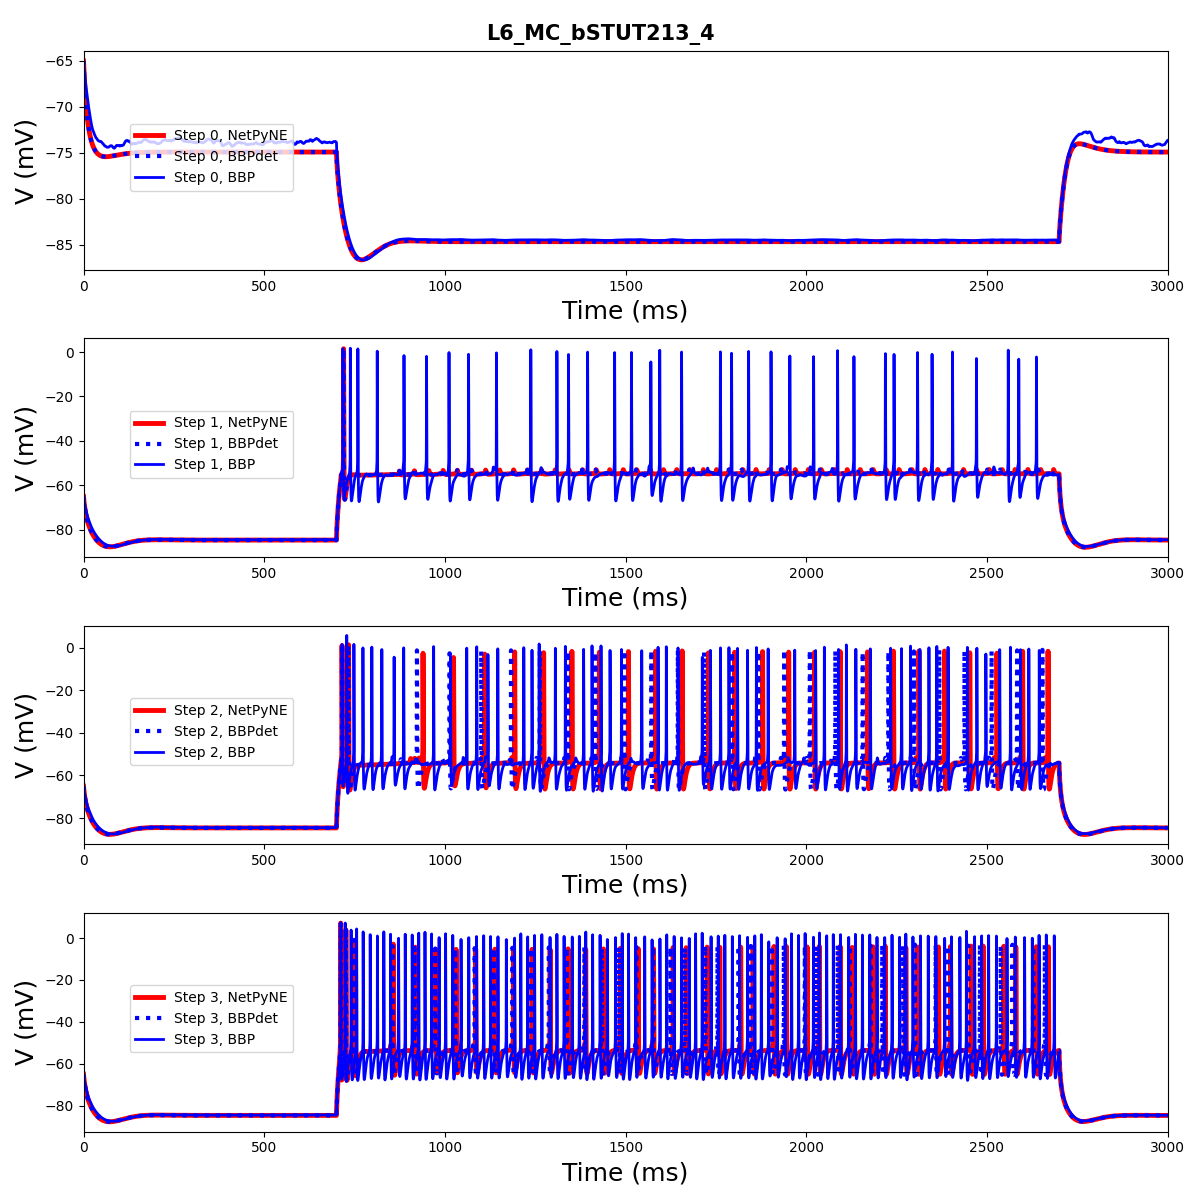 L6_MC_bSTUT213_4
−65
−70
−75
−80
−85
V (mV)
Step 0, NetPyNE
Step 0, BBPdet
Step 0, BBP
0 500 1000 1500 2000 2500 3000
Time (ms)
0
−20
−40
−60
−80
V (mV)
Step 1, NetPyNE
Step 1, BBPdet
Step 1, BBP
0 500 1000 1500 2000 2500 3000
Time (ms)
0
−20
−40
−60
−80
V (mV)
Step 2, NetPyNE
Step 2, BBPdet
Step 2, BBP
0 500 1000 1500 2000 2500 3000
Time (ms)
0
−20
−40
−60
−80
V (mV)
Step 3, NetPyNE
Step 3, BBPdet
Step 3, BBP
0 500 1000 1500 2000 2500 3000
Time (ms)